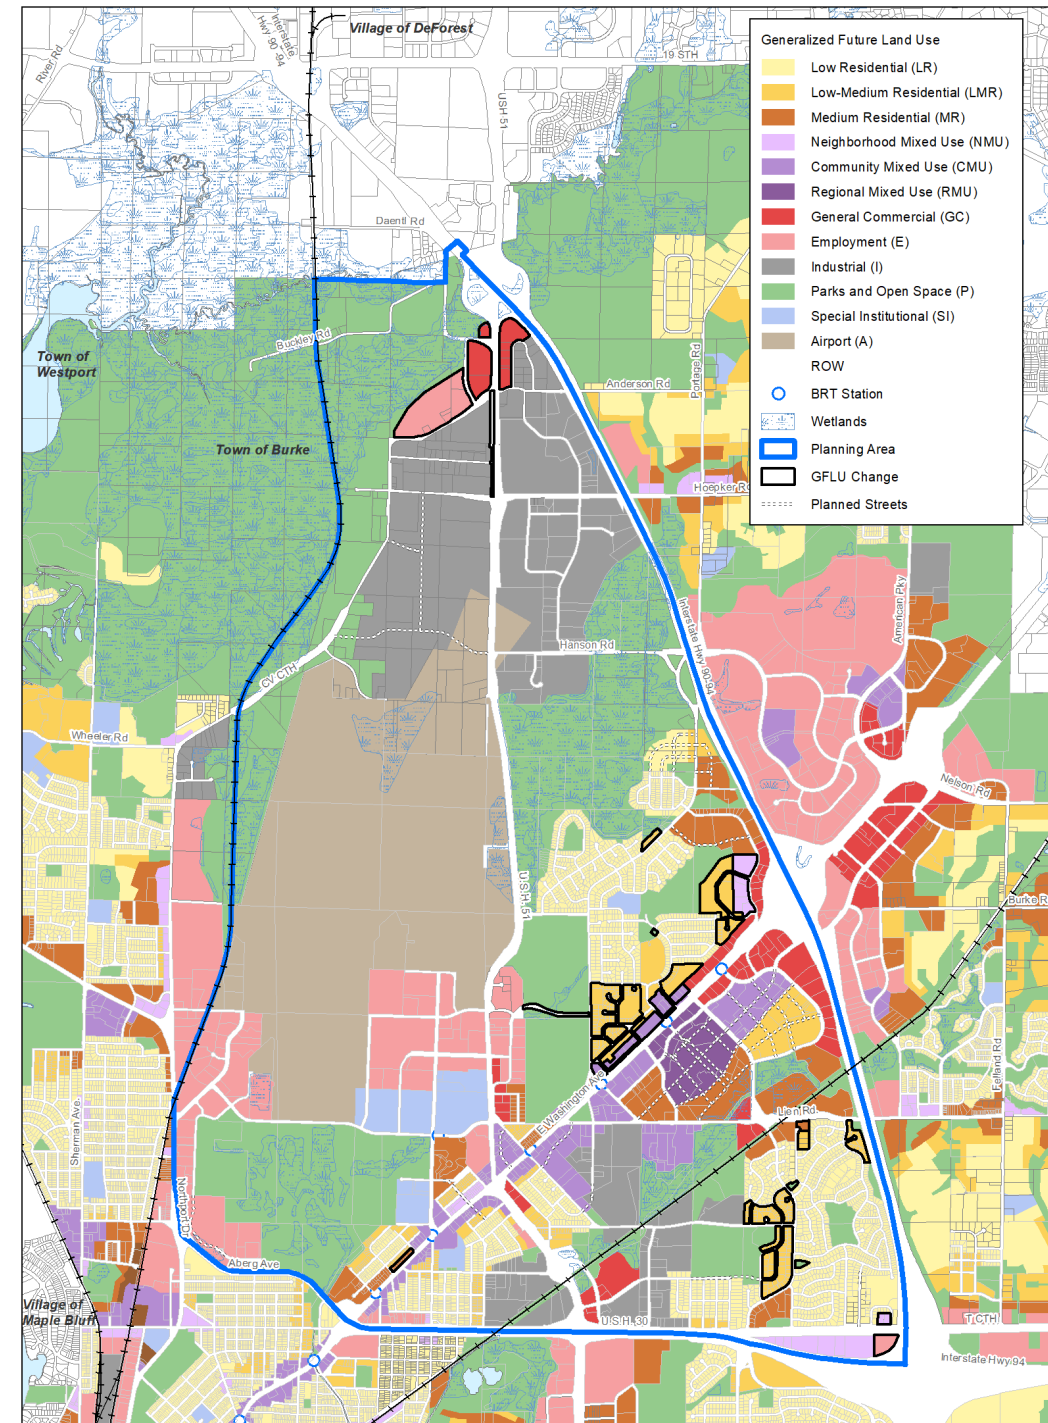 Village of DeForest
Interstate
Hwy 90 94
River Rd
19 STH
USH 51
Daentl Rd
Generalized Future Land Use
Low Residential (LR)
Low-Medium Residential (LMR)
Medium Residential (MR)
Neighborhood Mixed Use (NMU)
Community Mixed Use (CMU)
Regional Mixed Use (RMU)
General Commercial (GC)
Employment (E)
Industrial (I)
Parks and Open Space (P)
Special Institutional (SI)
Airport (A)
ROW
BRT Station
Wetlands
Planning Area
GFLU Change
Planned Streets
Buckley Rd
Town of
Westport
Portage Rd
Anderson Rd
Town of Burke
Hoepker Rd
American Pky
Interstate Hwy 90-94
Hanson Rd
CV CTH
Wheeler Rd
Nelson Rd
U.S.H. 51
Burke R
Felland Rd
Sherman Ave.
E Washington Ave
Lien Rd.
Northport Dr
Aberg Ave
Village of
Maple Bluff
U.S.H. 30
T CTH
Interstate Hwy 94